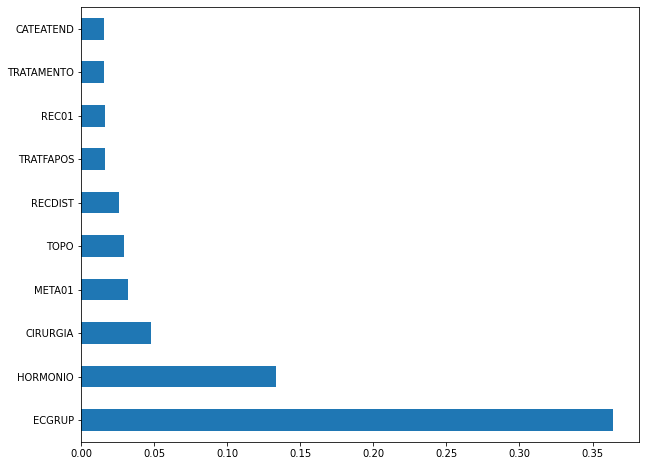 CATEATEND
TRATAMENTO
REC01
TRATFAPOS
RECDIST
TOPO
META01
CIRURGIA
HORMONIO
ECGRUP
0.00 0.05 0.10 0.15 0.20 0.25 0.30 0.35